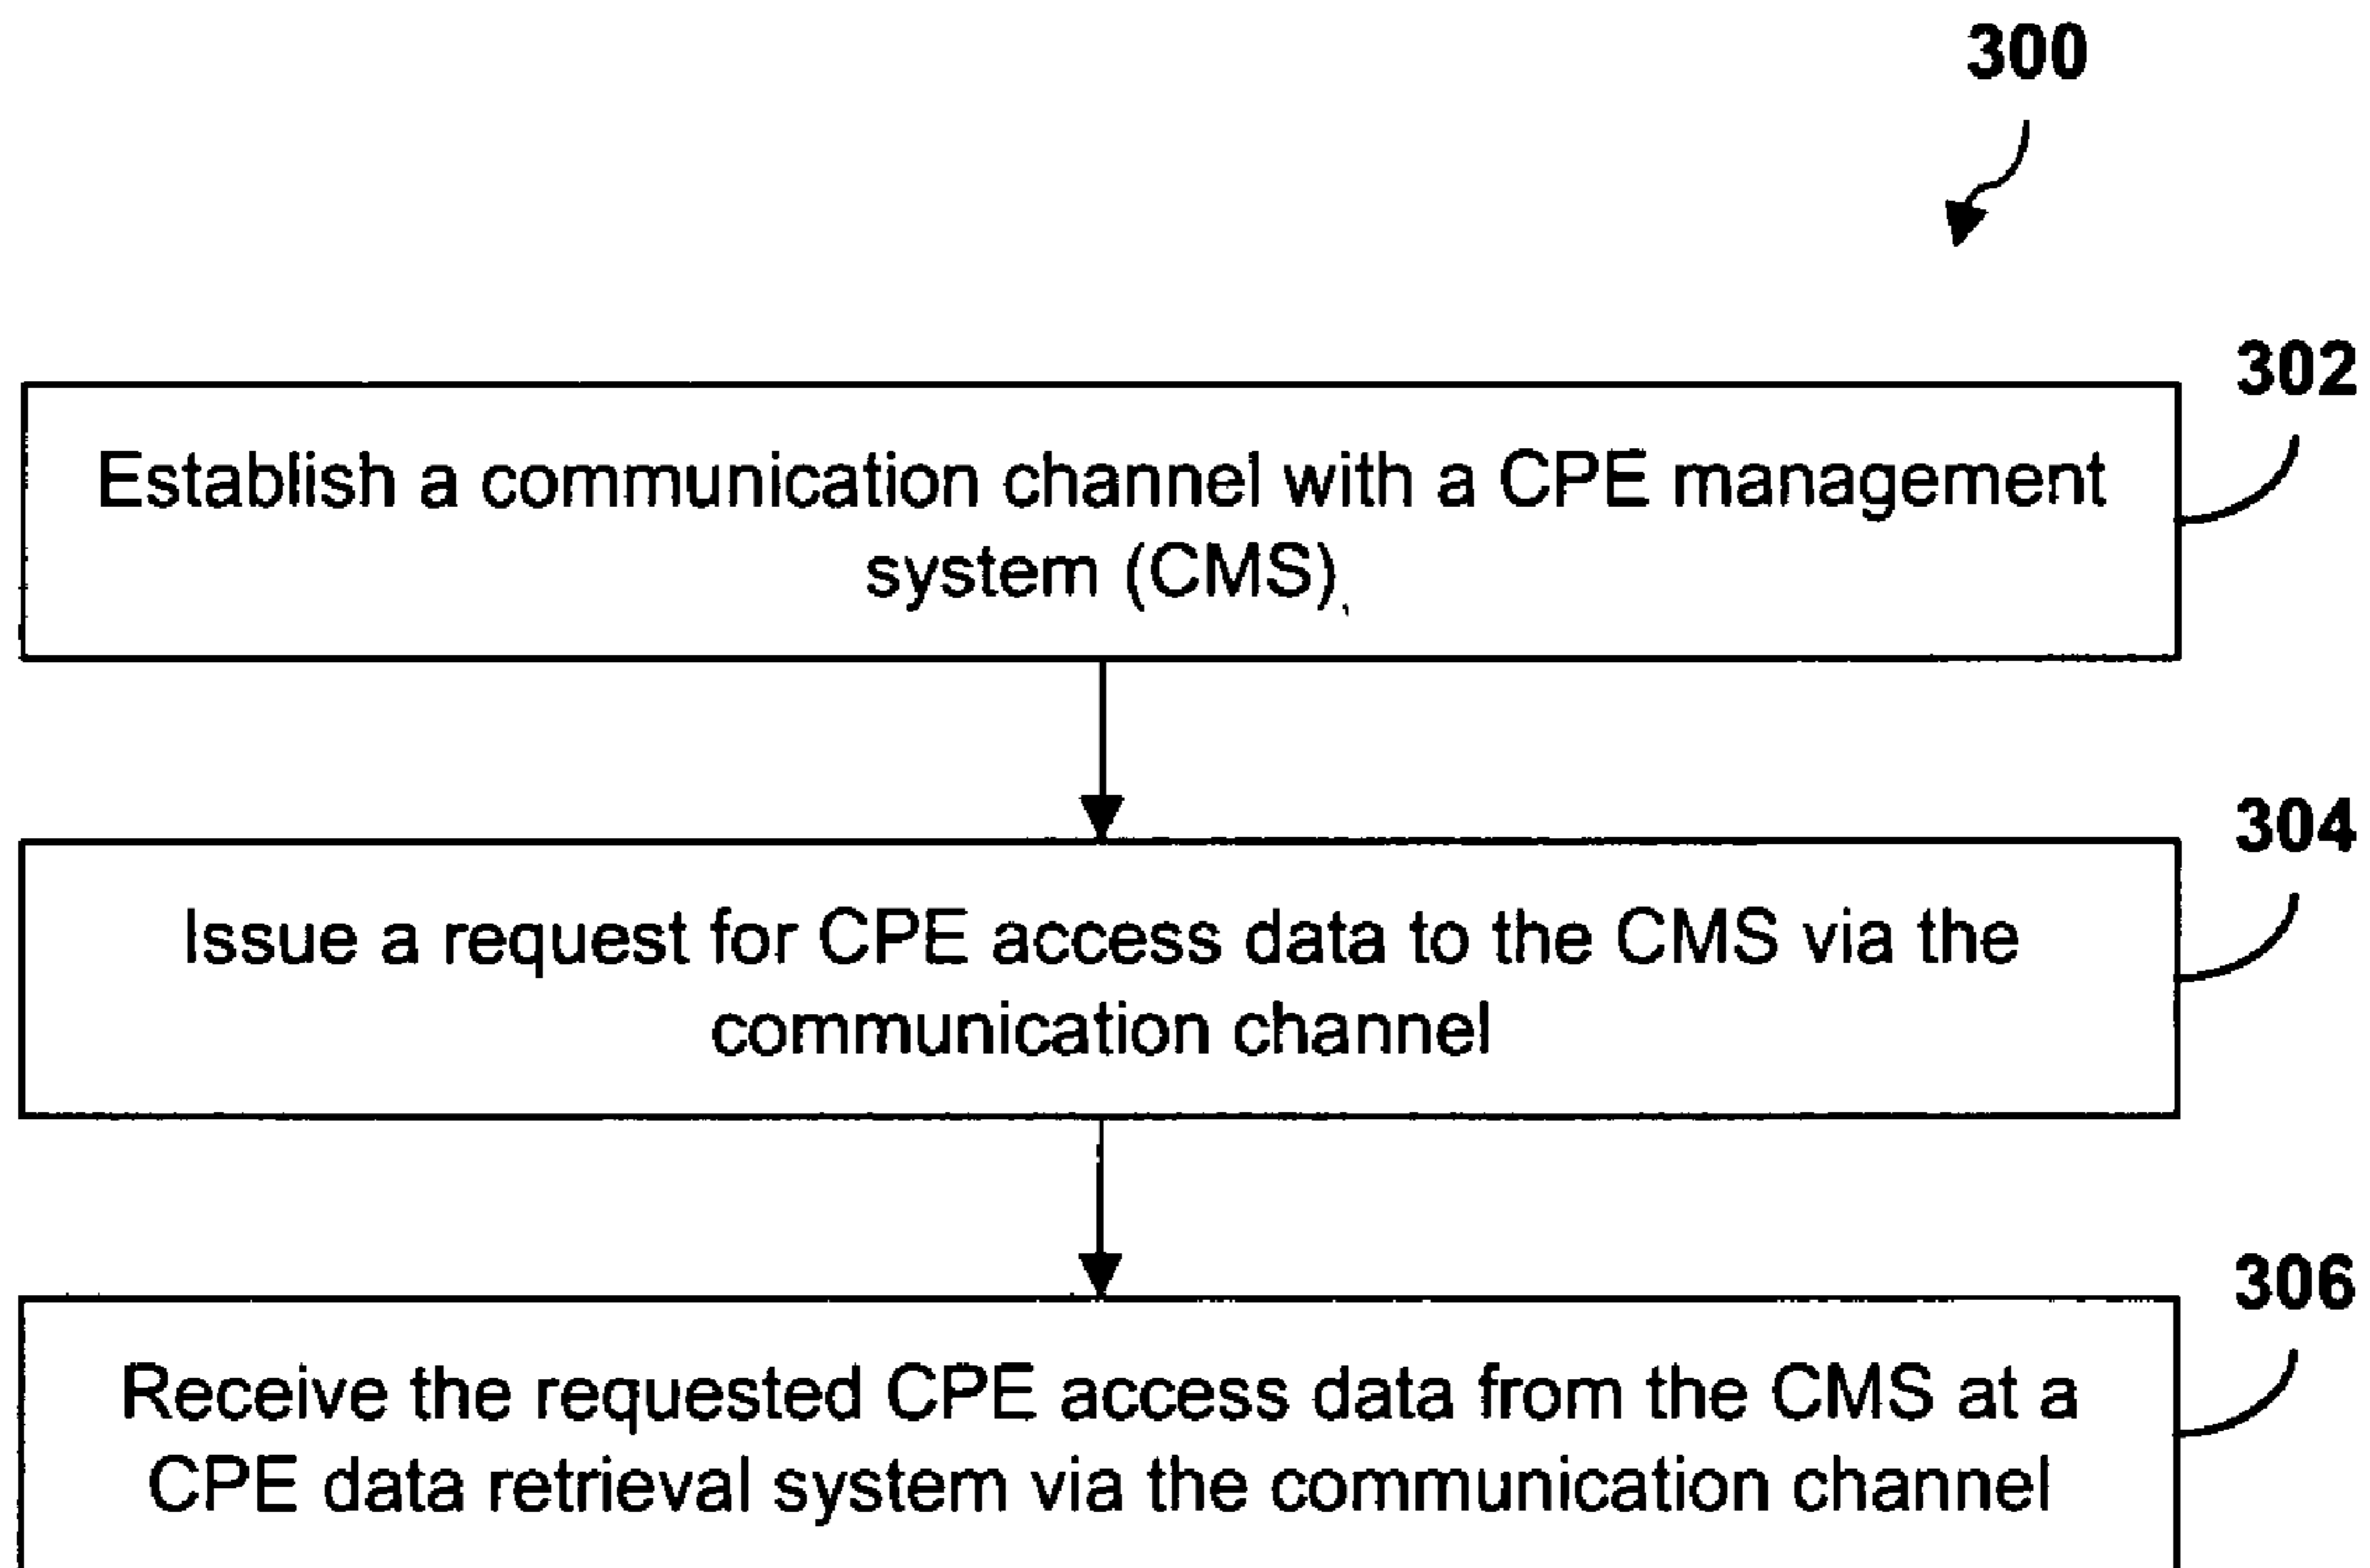 300
302
Establish a communication channel with a CPE management
system (CMS)
304
Issue a request for CPE access data to the CMS via the
communication channel
306
Receive the requested CPE access data from the CMS at a
CPE data retrieval system via the communication channel